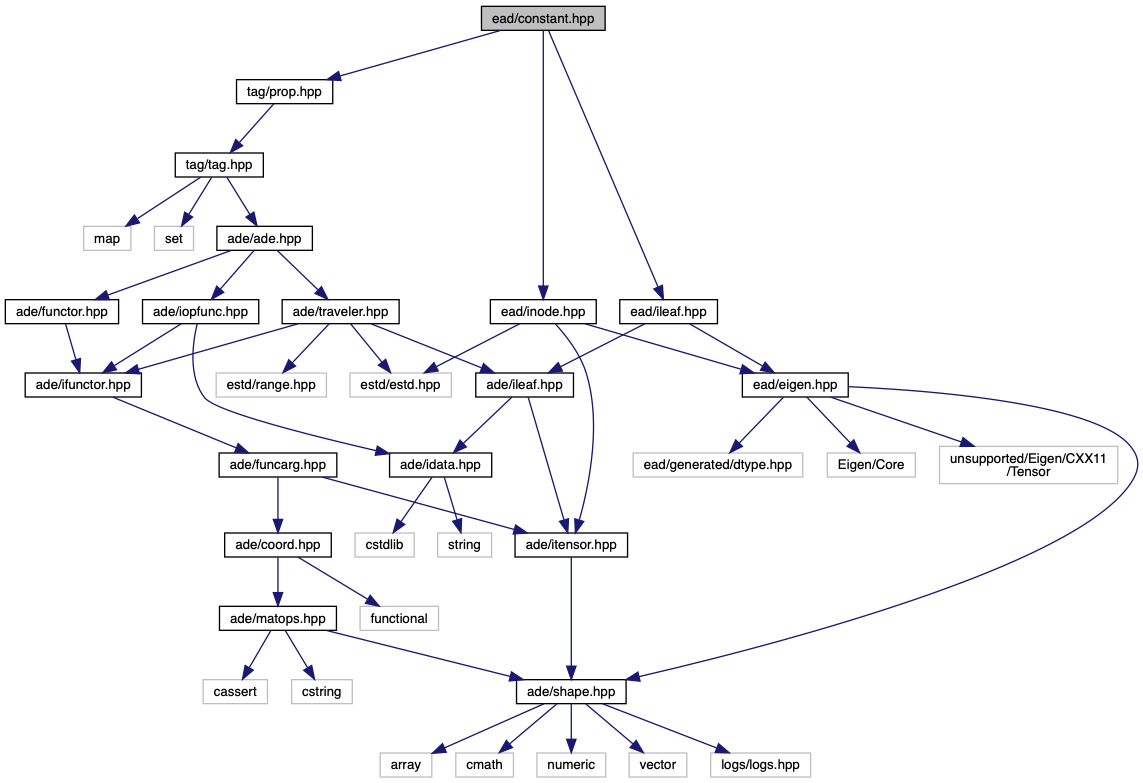 ead/constant.hpp
tag/prop.hpp
tag/tag.hpp
map
set
ade/ade.hpp
ade/functor.hpp
ade/iopfunc.hpp
ade/traveler.hpp
ead/inode.hpp
ead/ileaf.hpp
ade/ifunctor.hpp
estd/range.hpp
estd/estd.hpp
ade/ileaf.hpp
ead/eigen.hpp
ade/funcarg.hpp
ade/idata.hpp
ead/generated/dtype.hpp
Eigen/Core
unsupported/Eigen/CXX11
/Tensor
ade/coord.hpp
cstdlib
string
ade/itensor.hpp
ade/matops.hpp
functional
cassert
cstring
ade/shape.hpp
array
cmath
numeric
vector
logs/logs.hpp